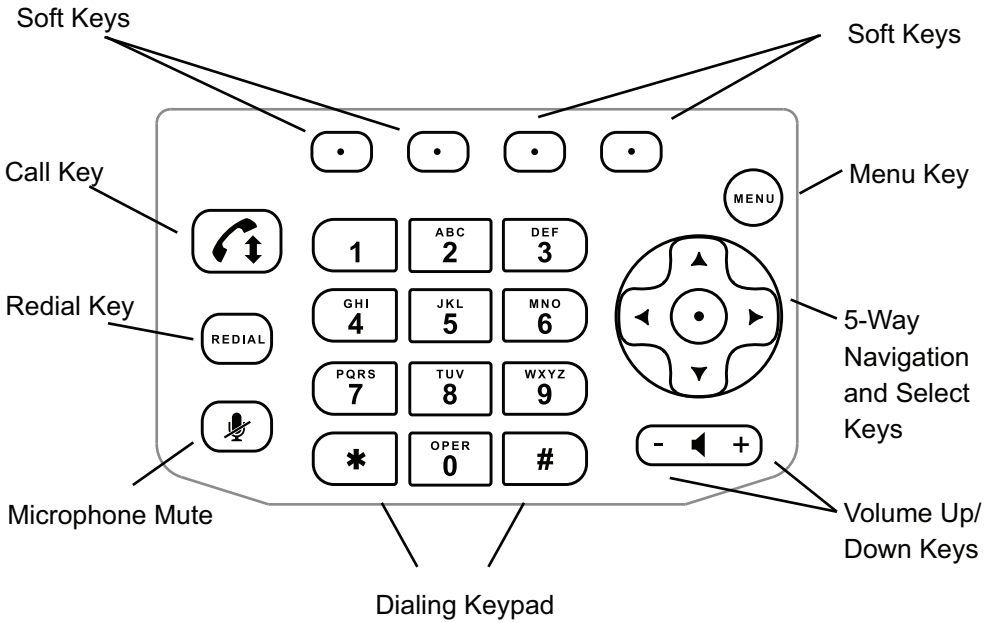 Soft Keys
Soft Keys
Call Key
Menu Key
MENU
1
ABC
2
DEF
3
Redial Key
REDIAL
GHI
4
JKL
5
MNO
6
5-Way
Navigation
and Select
Keys
PQRS
7
TUV
8
WXYZ
9
*
OPER
0
#
- +
Microphone Mute
Volume Up/
Down Keys
Dialing Keypad